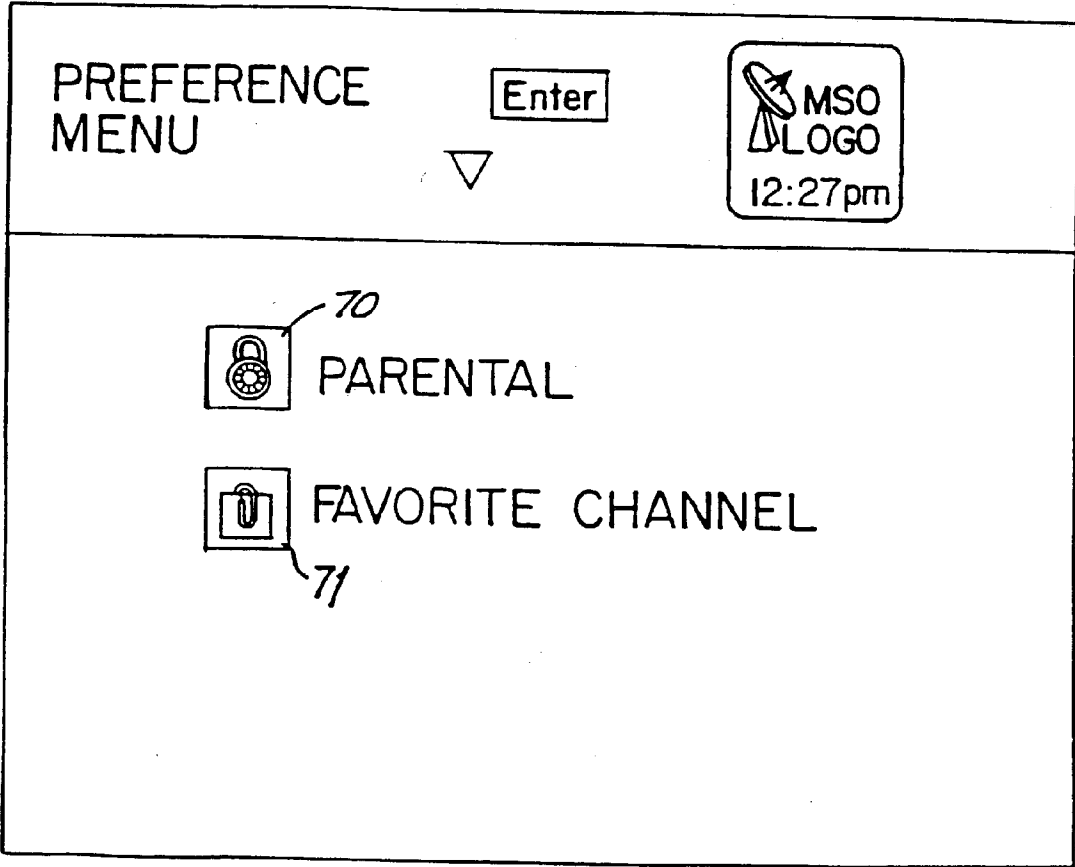 PREFERENCE
MENU
Enter
MSO
LOGO
12:27pm
70
PARENTAL
FAVORITE CHANNEL
71